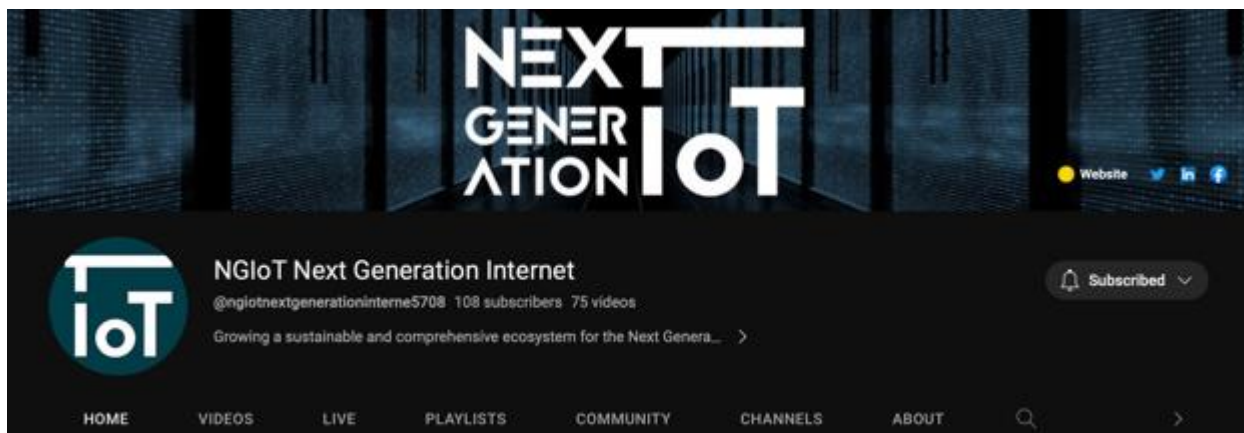 NEXT
GENER
ATION
IoT
Website
IoT
NGIoT Next Generation Internet
@ngiotnextgenerationinterne5708 108 subscribers 75 videos
Subscribed
Growing a sustainable and comprehensive ecosystem for the Next Genera...
HOME VIDEOS LIVE PLAYLISTS COMMUNITY CHANNELS ABOUT